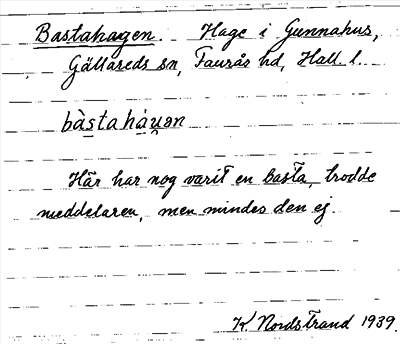 Bastahagen. Hage i Gunnahus,
Gällareds sn, Faurås hd, Hall. l.
bàstahàɣən
Här har nog varit en basta, trodde
meddelaren, men mindes den ej.
K. Nordstrand 1939.